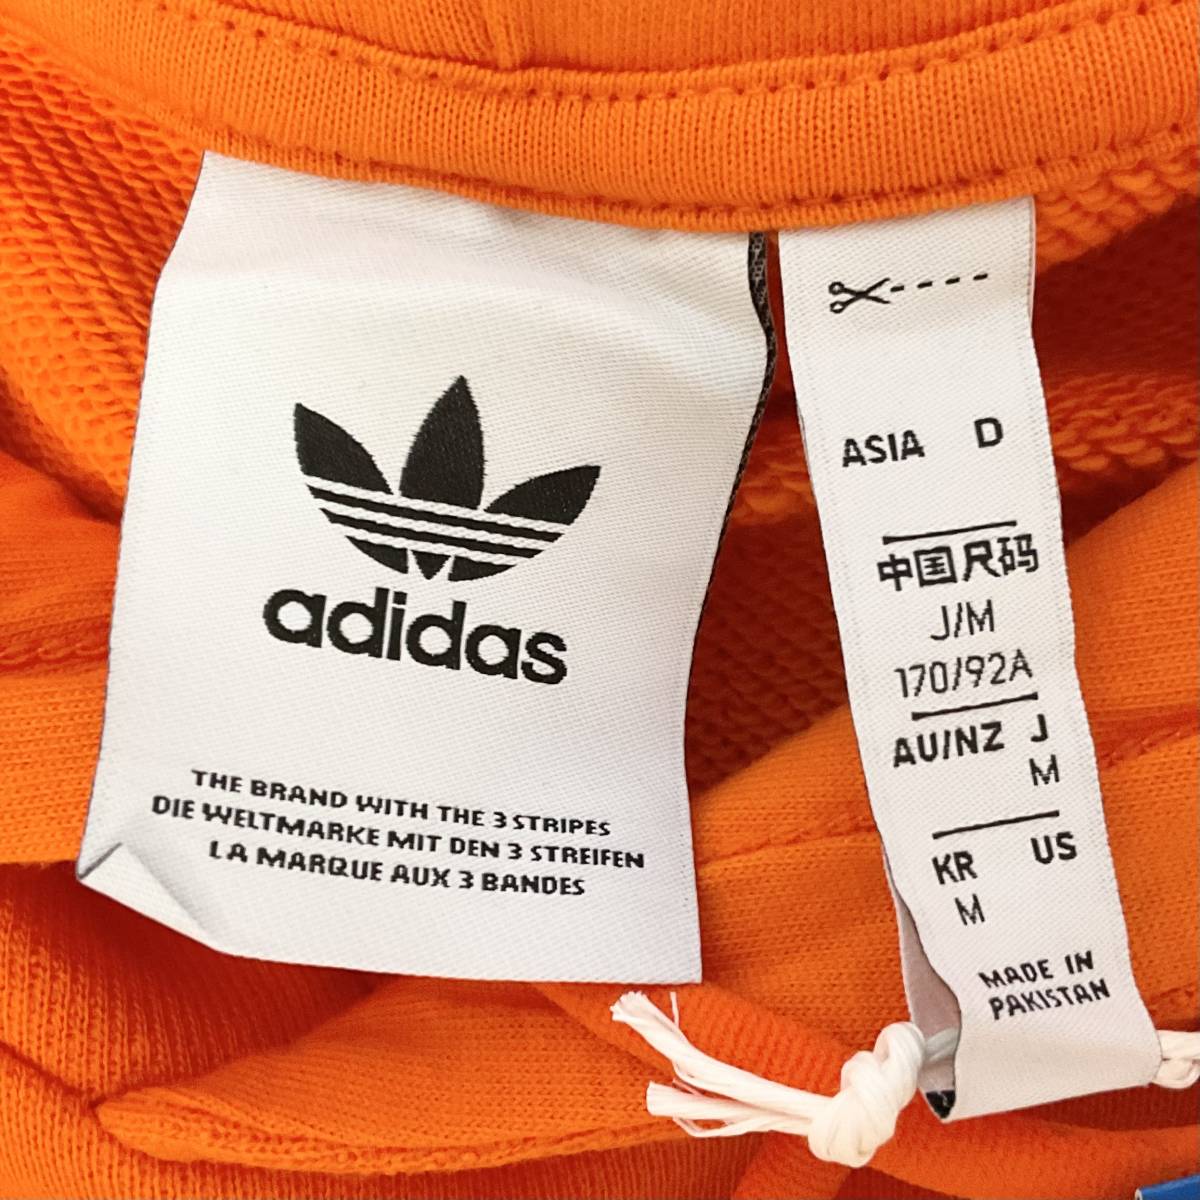 adidas
THE BRAND WITH THE 3 STRIPES
DIE WELTMARKE MIT DEN 3 STREIFEN
LA MARQUE AUX 3 BANDES
ASIA D
中国尺码
J/M
170/92A
AU/NZ J
M
KR US
M
MADE IN
PAKISTAN